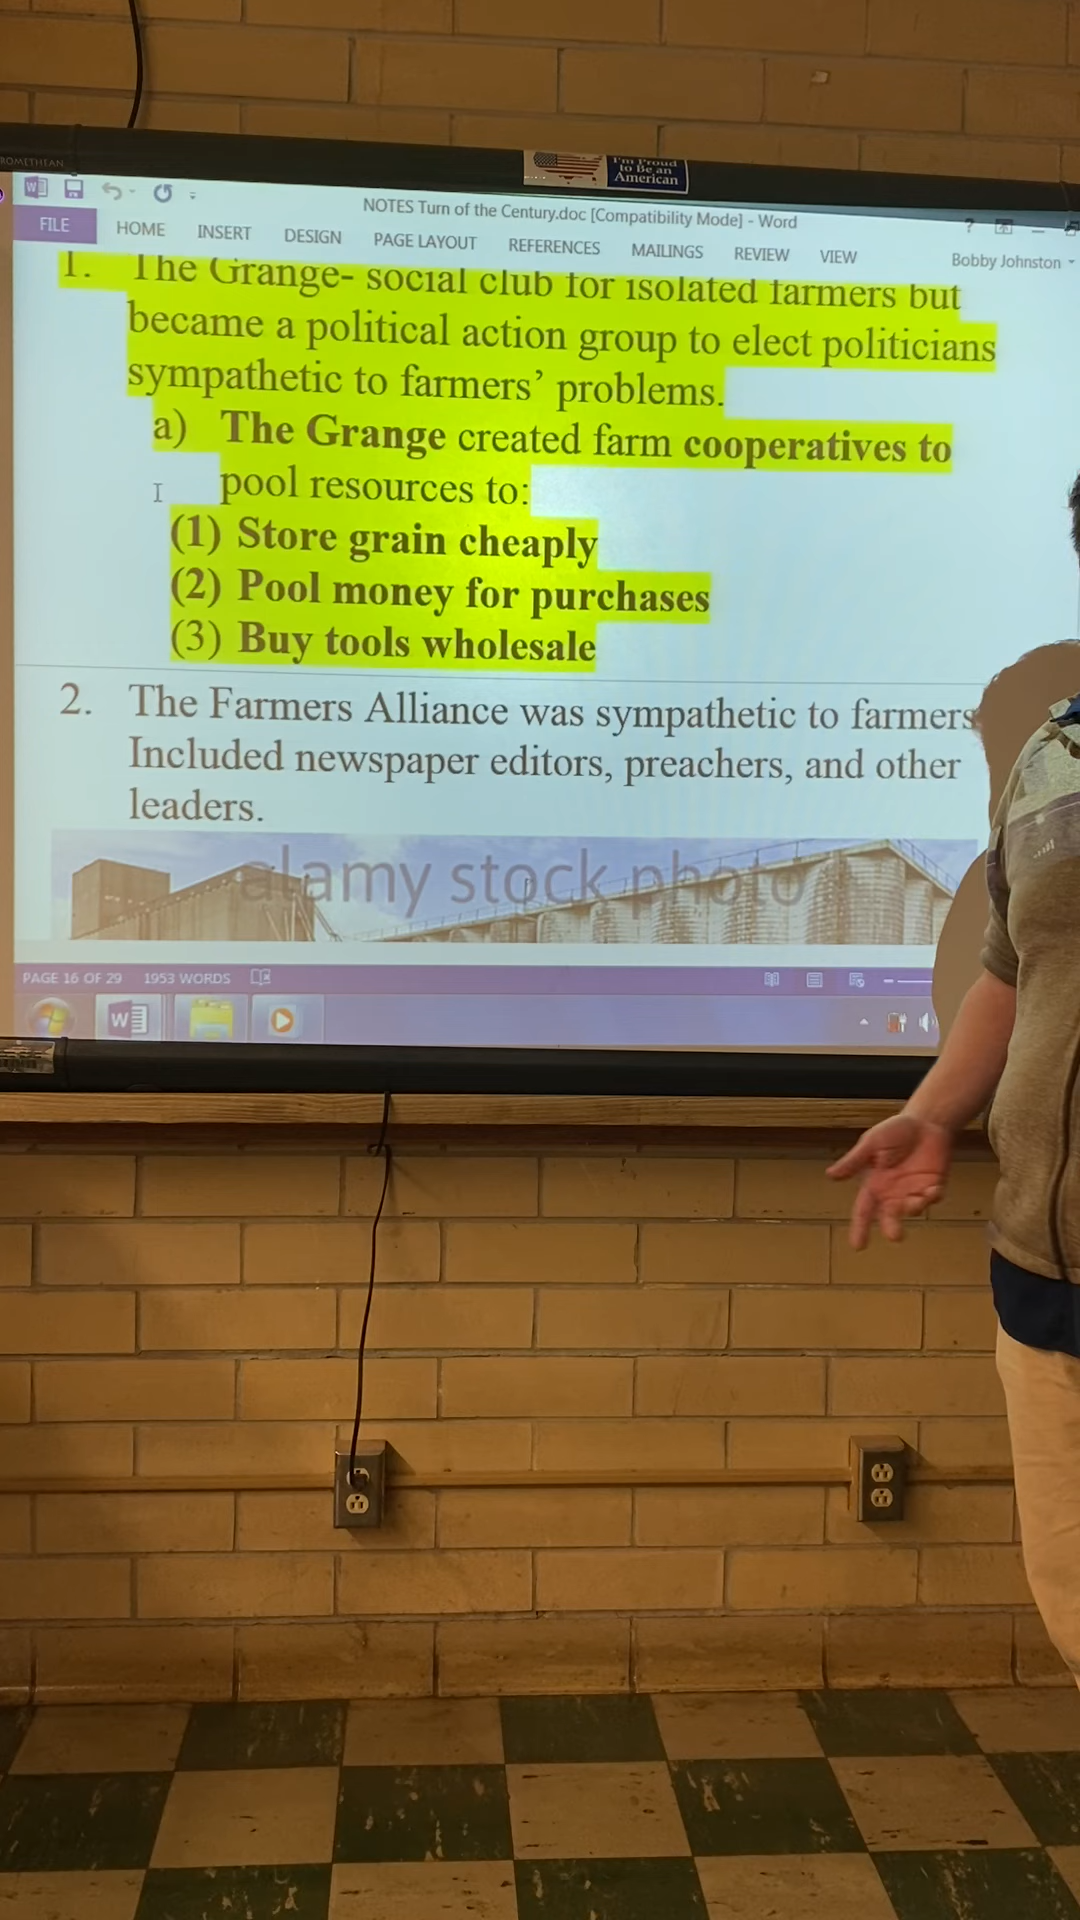 ROMETHEAN
I'm Proud
to Be an
American
NOTES Turn of the Century.doc [Compatibility Mode] - Word
FILE HOME INSERT DESIGN PAGE LAYOUT REFERENCES MAILINGS REVIEW VIEW Bobby Johnston
1. The Grange- social club for isolated farmers but
became a political action group to elect politicians
sympathetic to farmers' problems.
a) The Grange created farm cooperatives to
pool resources to:
(1) Store grain cheaply
(2) Pool money for purchases
(3) Buy tools wholesale
2. The Farmers Alliance was sympathetic to farmers
Included newspaper editors, preachers, and other
leaders.
alamy stock photo
PAGE 16 OF 29 1953 WORDS